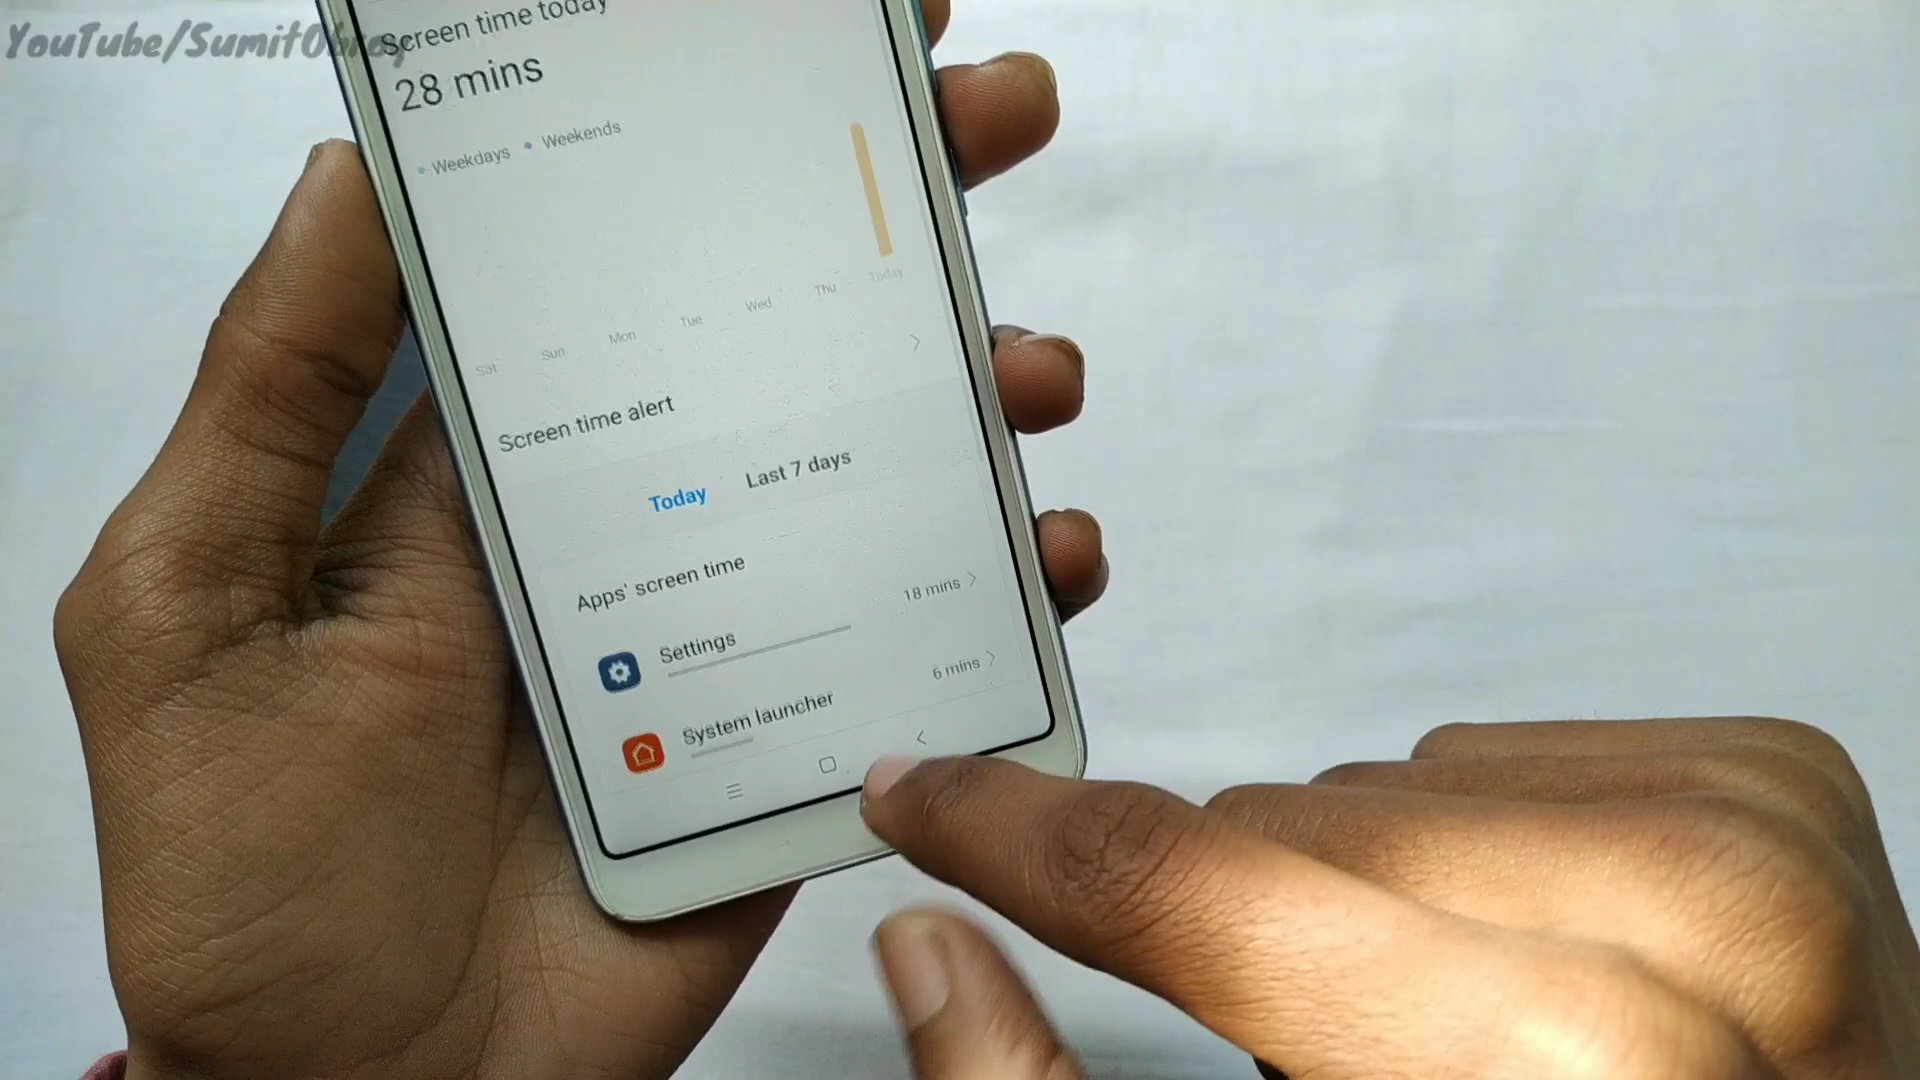 YouTube/SumitOberoy
Screen time today
28 mins
Weekdays Weekends
Sat Sun Mon Tue Wed Thu Today
Screen time alert
Today Last 7 days
Apps' screen time
Settings 18 mins
System launcher 6 mins